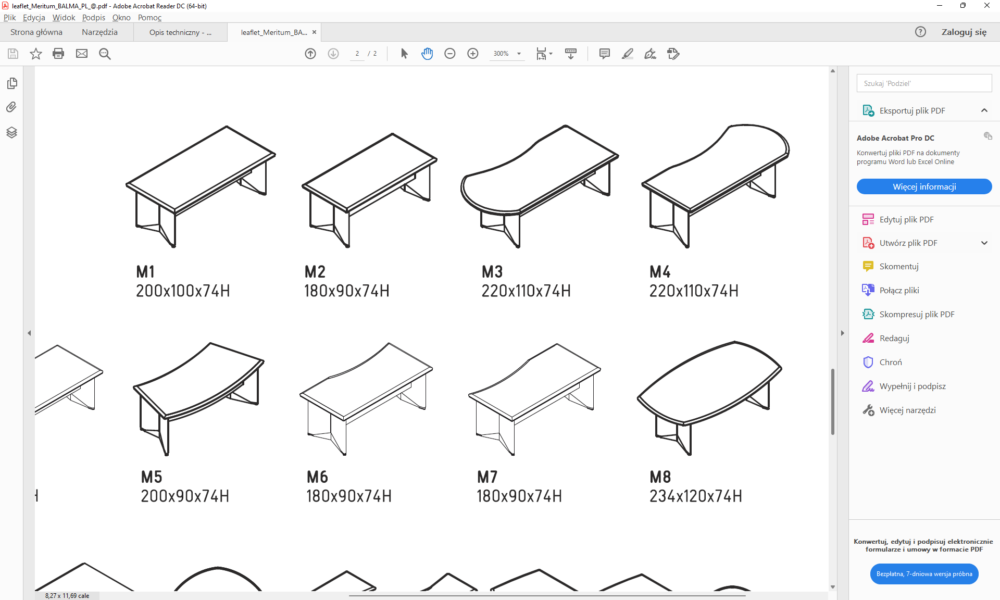 leaflet_Meritum_BALMA_PL_@.pdf - Adobe Acrobat Reader DC (64-bit)
Plik Edycja Widok Podpis Okno Pomoc
Strona główna Narzędzia Opis techniczny - ... leaflet_Meritum_BA... × Zaloguj się
2 / 2 300%
Szukaj 'Podziel'
Eksportuj plik PDF
Adobe Acrobat Pro DC
Konwertuj pliki PDF na dokumenty
programu Word lub Excel Online
Więcej informacji
Edytuj plik PDF
Utwórz plik PDF
Skomentuj
Połącz pliki
Skompresuj plik PDF
Redaguj
Chroń
Wypełnij i podpisz
Więcej narzędzi
Konwertuj, edytuj i podpisuj elektronicznie
formularze i umowy w formacie PDF
Bezpłatna, 7-dniowa wersja próbna
M1 M2 M3 M4
200x100x74H 180x90x74H 220x110x74H 220x110x74H
M5 M6 M7 M8
H 200x90x74H 180x90x74H 180x90x74H 234x120x74H
8,27 x 11,69 cale